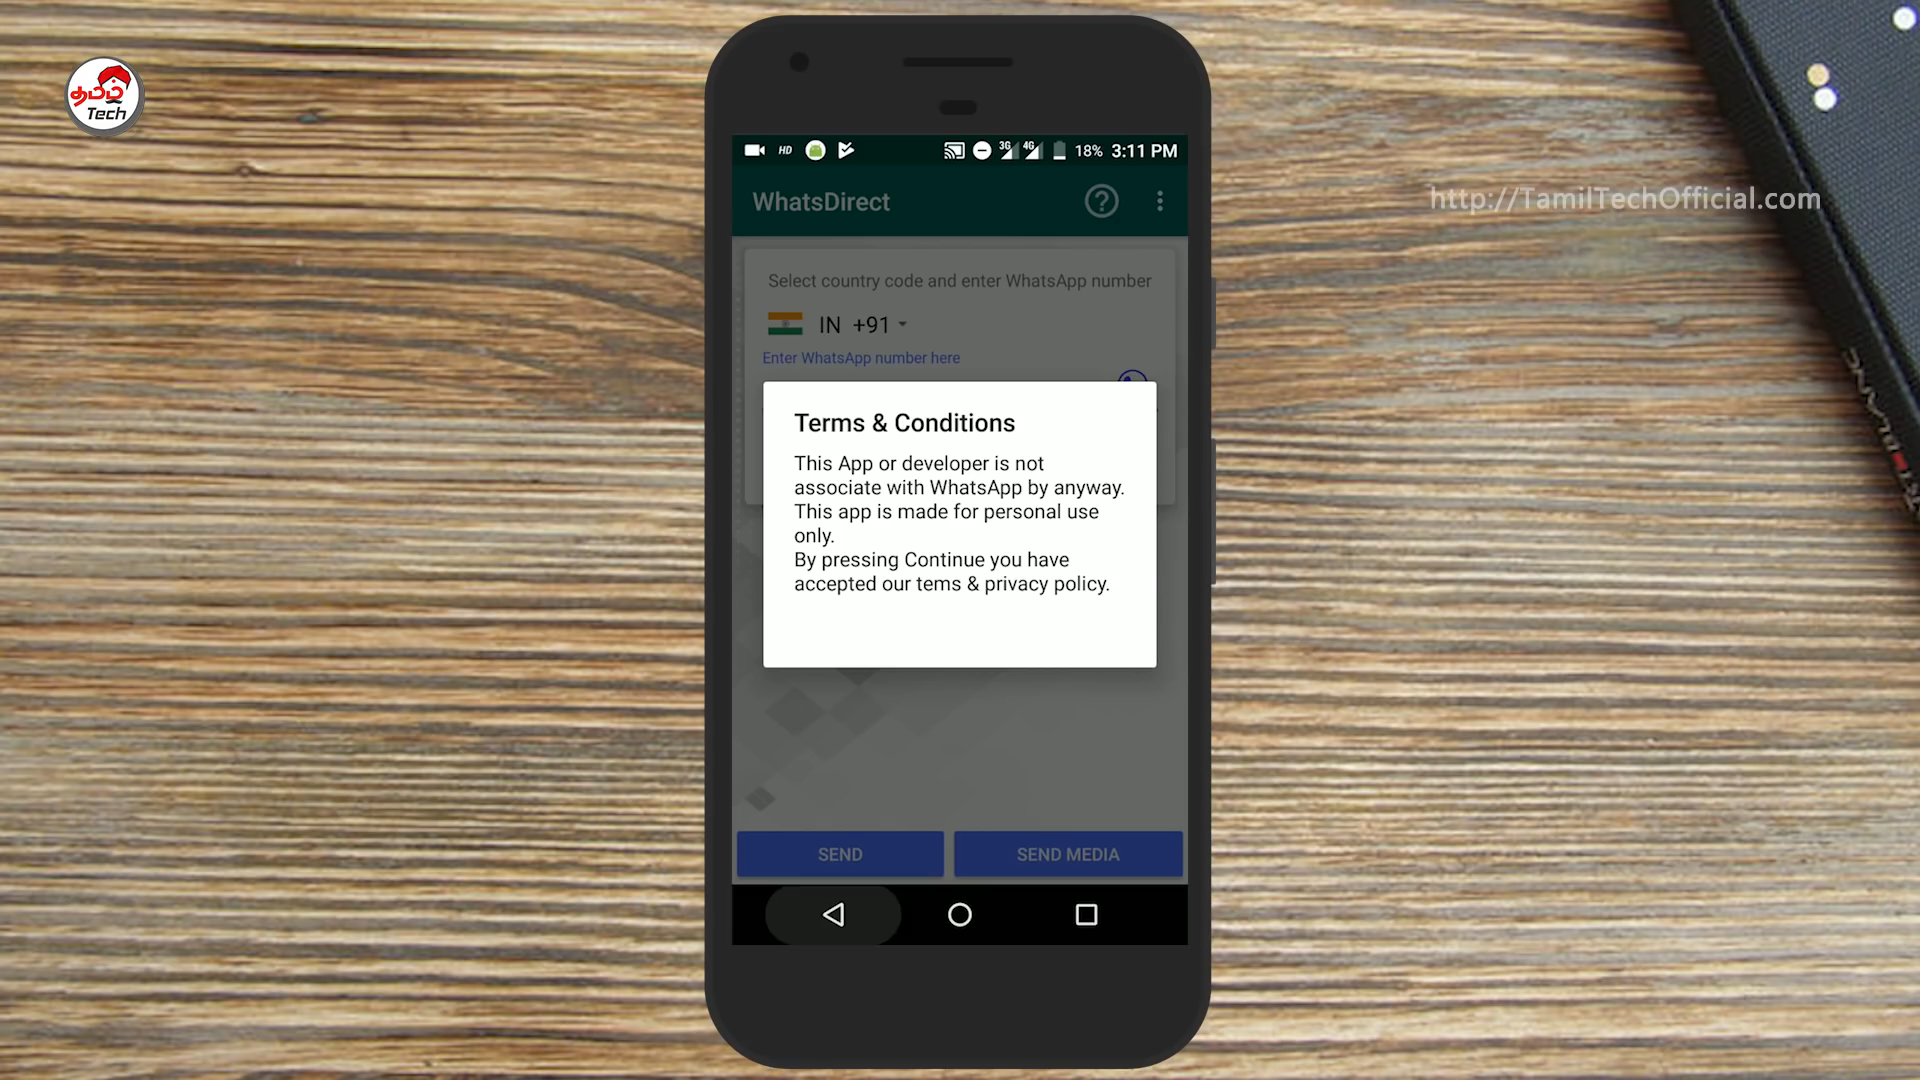 தமிழ்
Tech
http://TamilTechOfficial.com
HD
3G
4G
18%
3:11 PM
WhatsDirect
Select country code and enter WhatsApp number
IN +91
Enter WhatsApp number here
Terms & Conditions
This App or developer is not
associate with WhatsApp by anyway.
This app is made for personal use
only.
By pressing Continue you have
accepted our tems & privacy policy.
SEND
SEND MEDIA